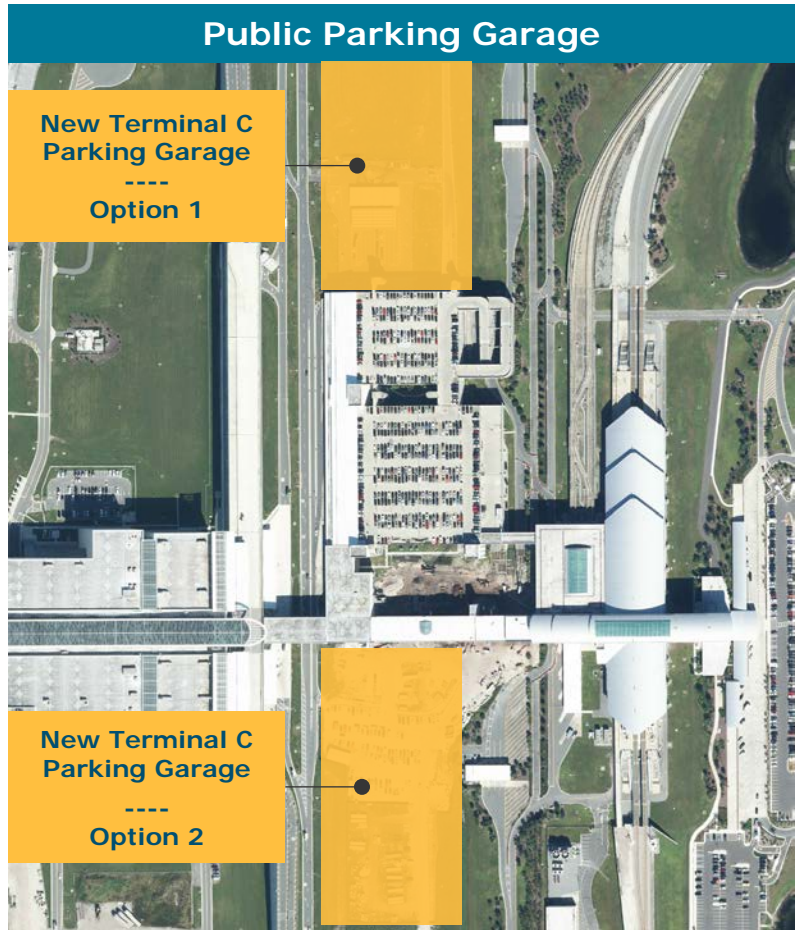 Public Parking Garage
New Terminal C
Parking Garage
----
Option 1
New Terminal C
Parking Garage
----
Option 2